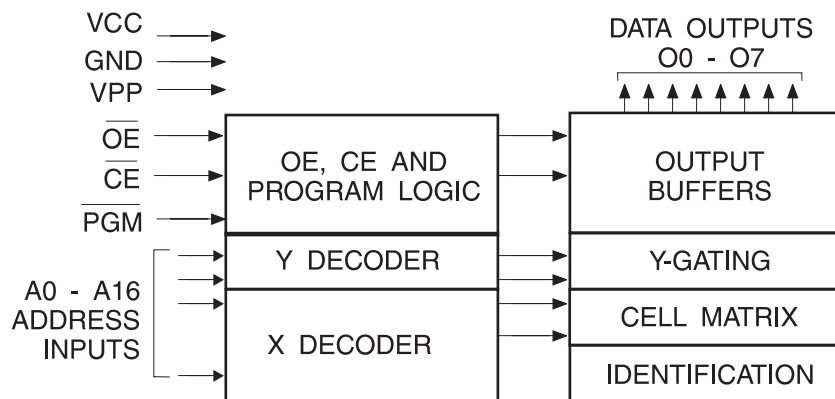 VCC
GND
VPP
OE
CE
PGM
A0 - A16
ADDRESS
INPUTS
OE, CE AND
PROGRAM LOGIC
Y DECODER
X DECODER
DATA OUTPUTS
O0 - O7
OUTPUT
BUFFERS
Y-GATING
CELL MATRIX
IDENTIFICATION